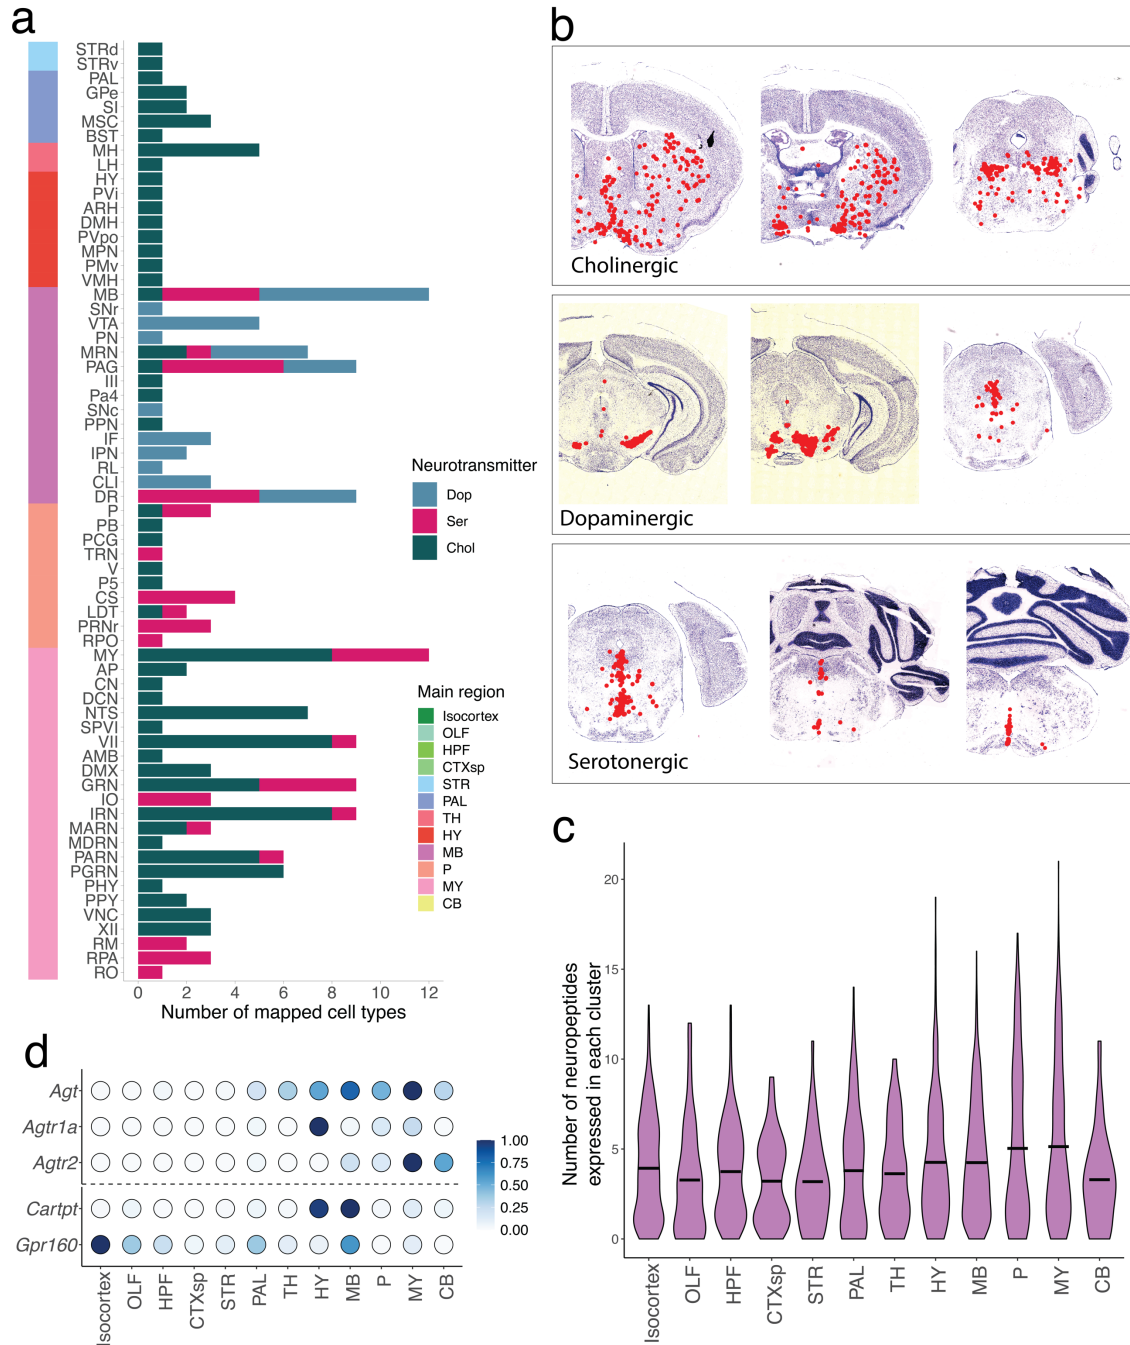 a
STRd
STRv
PAL
GPe
SI
MSC
BST
MH
LH
HY
PVi
ARH
DMH
PVpo
MPN
PMv
VMH
MB
SNr
VTA
PN
MRN
PAG
III
Pa4
SNc
PPN
IF
IPN
RL
CLI
DR
P
PB
PCG
TRN
V
P5
CS
LDT
PRNr
RPO
MY
AP
CN
DCN
NTS
SPVI
VII
AMB
DMX
GRN
IO
IRN
MARN
MDRN
PARN
PGRN
PHY
PPY
VNC
XII
RM
RPA
RO
0 2 4 6 8 10 12
Number of mapped cell types
Neurotransmitter
Dop
Ser
Chol
Main region
Isocortex
OLF
HPF
CTXsp
STR
PAL
TH
HY
MB
P
MY
CB
b
Cholinergic
Dopaminergic
Serotonergic
c
Number of neuropeptides
expressed in each cluster
20
15
10
5
0
Isocortex
OLF
HPF
CTXsp
STR
PAL
TH
HY
MB
P
MY
CB
d
Agt
Agtr1a
Agtr2
Cartpt
Gpr160
1.00
0.75
0.50
0.25
0.00
Isocortex
OLF
HPF
CTXsp
STR
PAL
TH
HY
MB
P
MY
CB